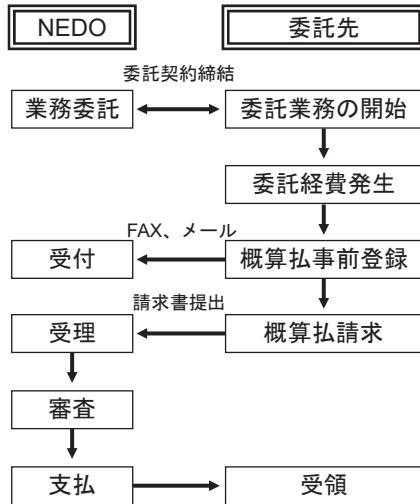 NEDO
委託先
委託契約締結
業務委託
委託業務の開始
委託経費発生
FAX、メール
受付
概算払事前登録
請求書提出
受理
概算払請求
審査
支払
受領